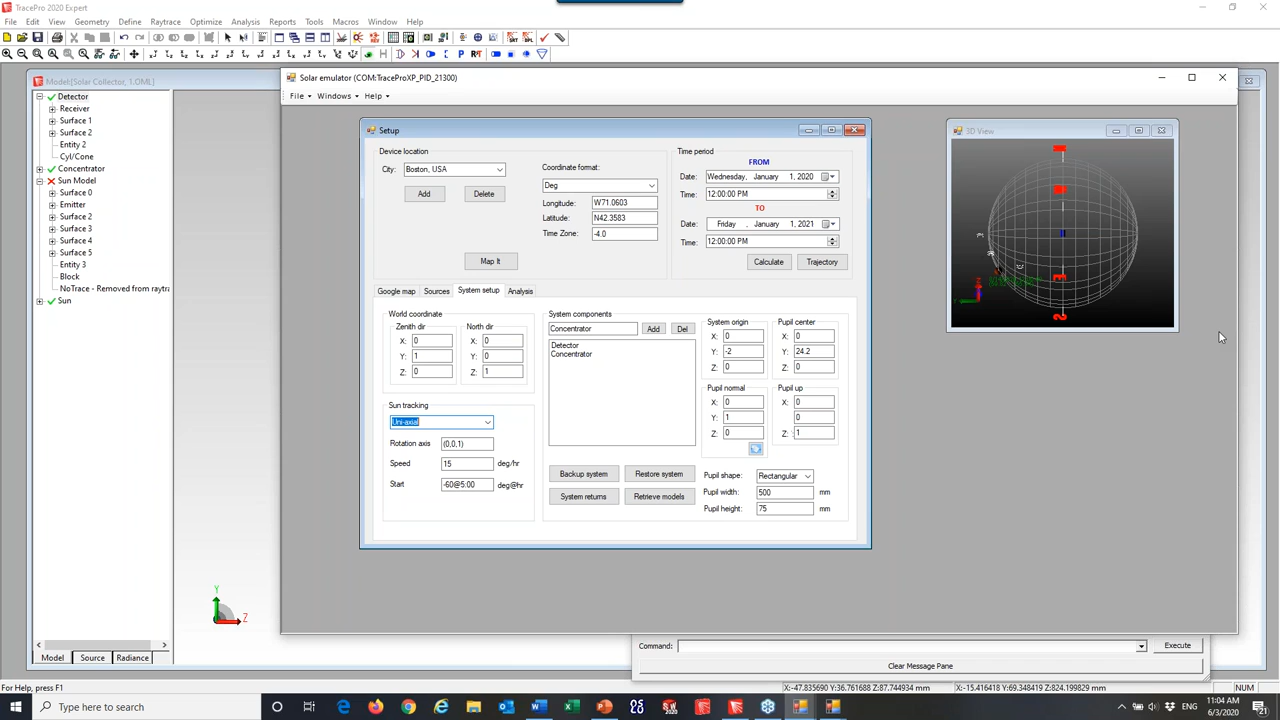 TracePro 2020 Expert
File Edit View Geometry Define Raytrace Optimize Analysis Reports Tools Macros Window Help
Model:[Solar Collector_1.OML]
Detector
Receiver
Surface 1
Surface 2
Entity 2
Cyl/Cone
Concentrator
Sun Model
Surface 0
Emitter
Surface 2
Surface 3
Surface 4
Surface 5
Entity 3
Block
NoTrace - Removed from raytra
Sun
Model Source Radiance
Y
Z
Solar emulator (COM:TraceProXP_PID_21300)
File Windows Help
Setup
Device location
City: Boston, USA
Add Delete
Coordinate format:
Deg
Longitude: W71.0603
Latitude: N42.3583
Time Zone: -4.0
Map It
Time period
FROM
Date: Wednesday, January 1, 2020
Time: 12:00:00 PM
TO
Date: Friday , January 1, 2021
Time: 12:00:00 PM
Calculate Trajectory
Google map Sources System setup Analysis
World coordinate
Zenith dir North dir
X: 0 X: 0
Y: 1 Y: 0
Z: 0 Z: 1
Sun tracking
Uni-axial
Rotation axis (0,0,1)
Speed 15 deg/hr
Start -60@5:00 deg@hr
System components
Concentrator Add Del
Detector
Concentrator
Backup system Restore system
System returns Retrieve models
System origin Pupil center
X: 0 X: 0
Y: -2 Y: 24.2
Z: 0 Z: 0
Pupil normal Pupil up
X: 0 X: 0
Y: 1 0
Z: 0 Z: 1
Pupil shape: Rectangular
Pupil width: 500 mm
Pupil height: 75 mm
3D View
Command: Execute
Clear Message Pane
For Help, press F1
X:-47.835690 Y:36.761688 Z:87.744934 mm
X:-15.416418 Y:69.348419 Z:824.199829 mm
NUM
Type here to search
11:04 AM
6/3/2020